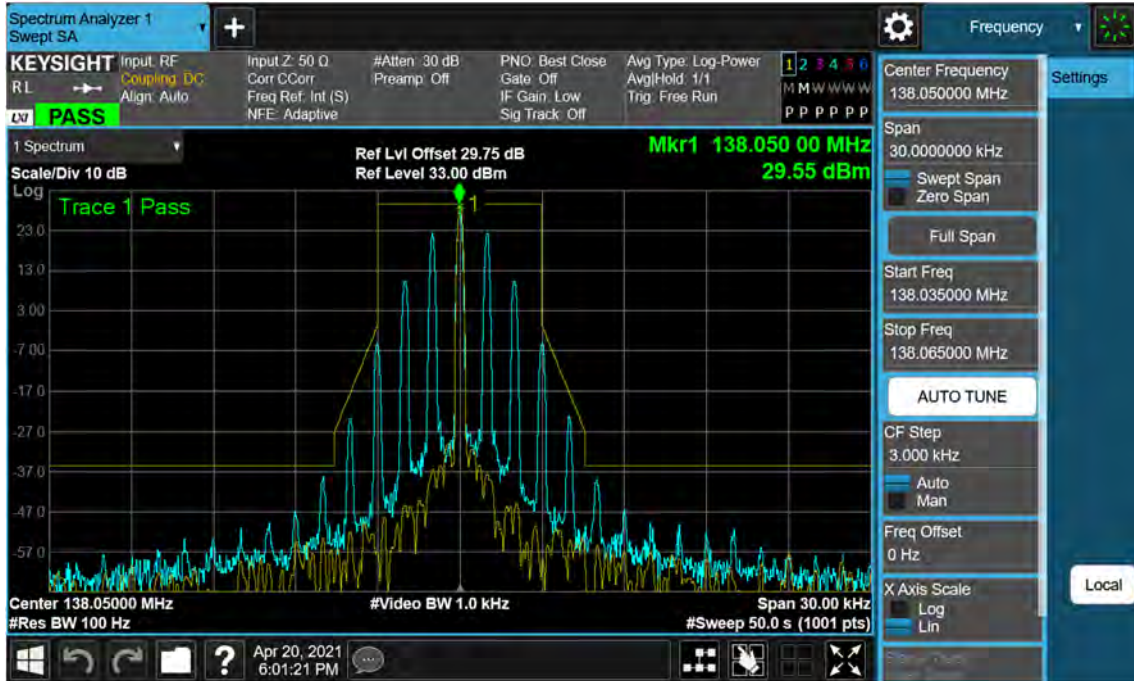 Spectrum Analyzer 1
Swept SA
+
Frequency
KEYSIGHT
RL
LXI
PASS
Input: RF
Coupling: DC
Align: Auto
Input Z: 50 Ω
Corr CCorr
Freq Ref: Int (S)
NFE: Adaptive
#Atten: 30 dB
Preamp: Off
PNO: Best Close
Gate: Off
IF Gain: Low
Sig Track: Off
Avg Type: Log-Power
Avg|Hold: 1/1
Trig: Free Run
1 2 3 4 5 6
M M W W W W
P P P P P P
1 Spectrum
Scale/Div 10 dB
Ref Lvl Offset 29.75 dB
Ref Level 33.00 dBm
Mkr1 138.050 00 MHz
29.55 dBm
Log
Trace 1 Pass
1
23.0
13.0
3.00
-7.00
-17.0
-27.0
-37.0
-47.0
-57.0
Center 138.05000 MHz
#Res BW 100 Hz
#Video BW 1.0 kHz
Span 30.00 kHz
#Sweep 50.0 s (1001 pts)
?
Apr 20, 2021
6:01:21 PM
Center Frequency
138.050000 MHz
Settings
Span
30.0000000 kHz
Swept Span
Zero Span
Full Span
Start Freq
138.035000 MHz
Stop Freq
138.065000 MHz
AUTO TUNE
CF Step
3.000 kHz
Auto
Man
Freq Offset
0 Hz
X Axis Scale
Log
Lin
Local